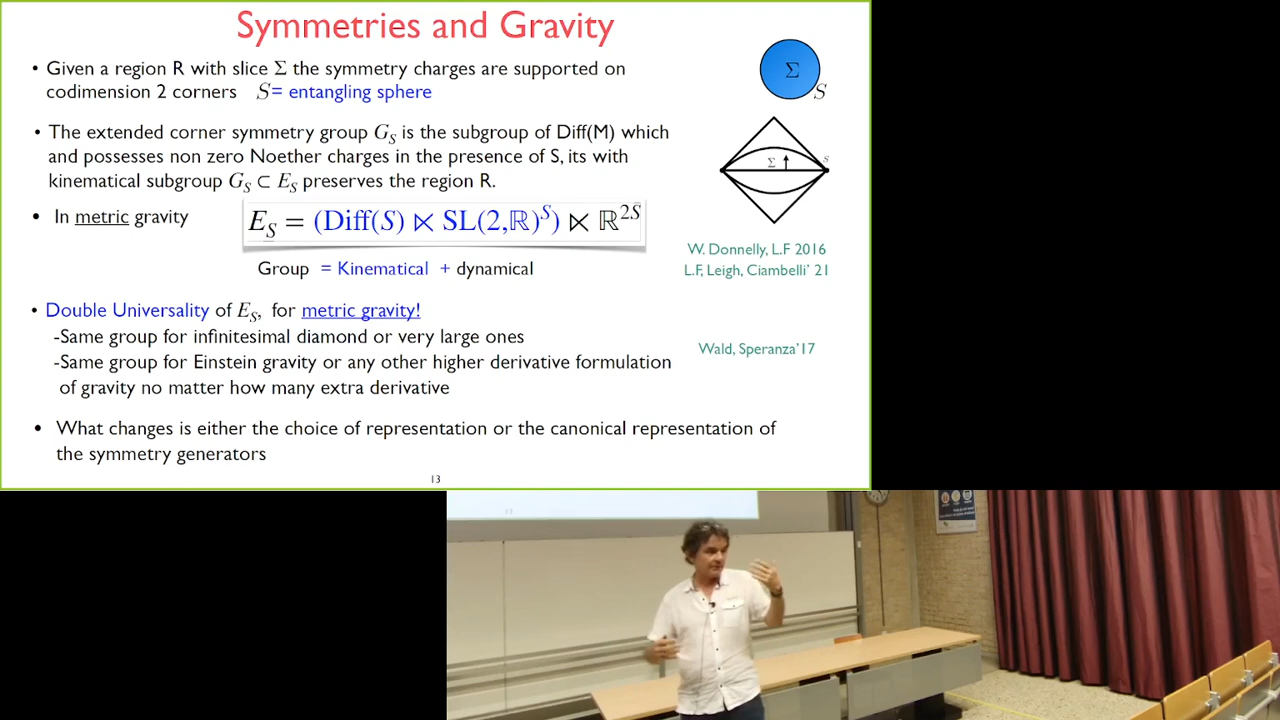 Symmetries and Gravity
• Given a region R with slice Σ the symmetry charges are supported on
codimension 2 corners S= entangling sphere
Σ
S
• The extended corner symmetry group G_S is the subgroup of Diff(M) which
and possesses non zero Noether charges in the presence of S, its with
kinematical subgroup G_S ⊂ E_S preserves the region R.
Σ
S
• In metric gravity
E_S = (Diff(S) ⋉ SL(2,ℝ)^S) ⋉ ℝ^{2S}
Group = Kinematical + dynamical
W. Donnelly, L.F 2016
L.F, Leigh, Ciambelli' 21
• Double Universality of E_S, for metric gravity!
-Same group for infinitesimal diamond or very large ones
-Same group for Einstein gravity or any other higher derivative formulation
of gravity no matter how many extra derivative
Wald, Speranza'17
• What changes is either the choice of representation or the canonical representation of
the symmetry generators
13